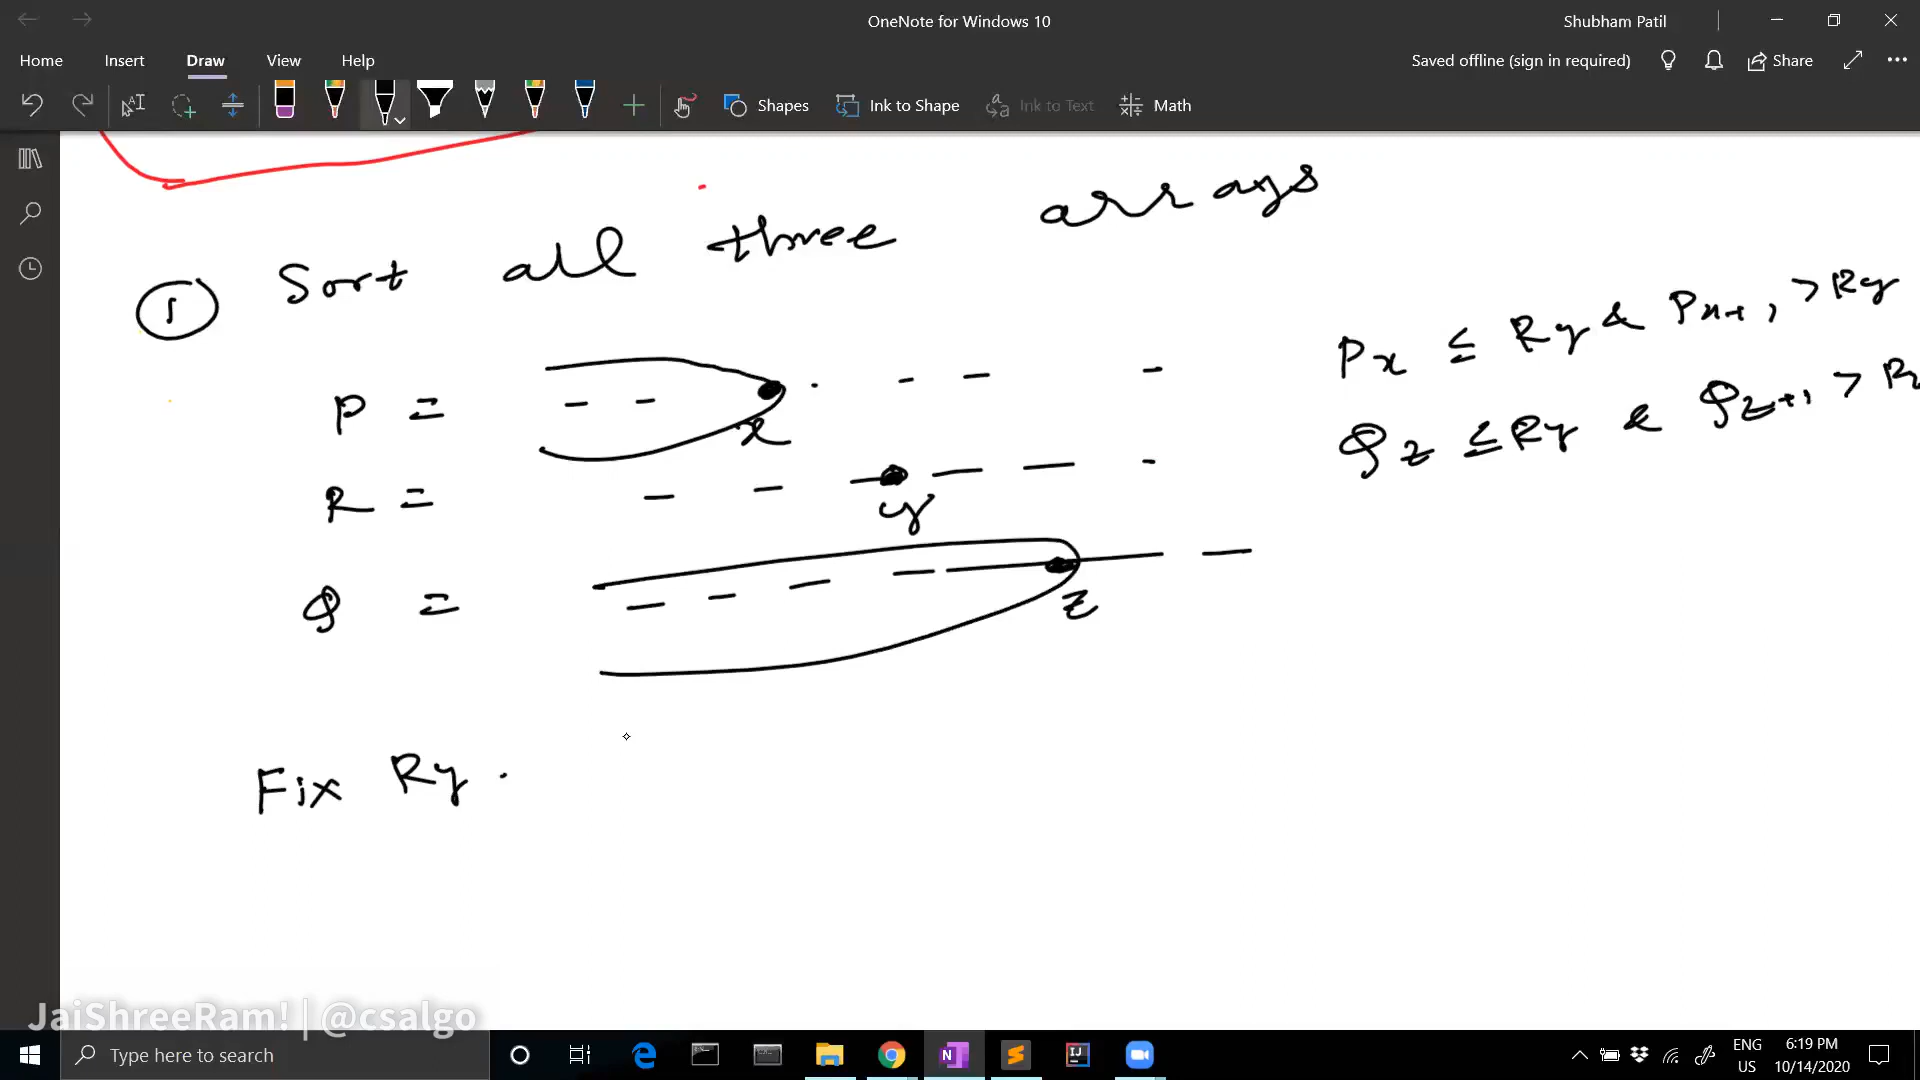 OneNote for Windows 10
Shubham Patil
Home Insert Draw View Help
Saved offline (sign in required) Share
Shapes Ink to Shape Ink to Text Math
① Sort all three arrays
Px ≤ Ry & Px+1 > Ry
P =
x
Qz ≤ Ry & Qz+1 > R
R =
y
Q =
z
Fix Ry.
JaiShreeRam! | @csalgo
Type here to search
ENG
US
6:19 PM
10/14/2020